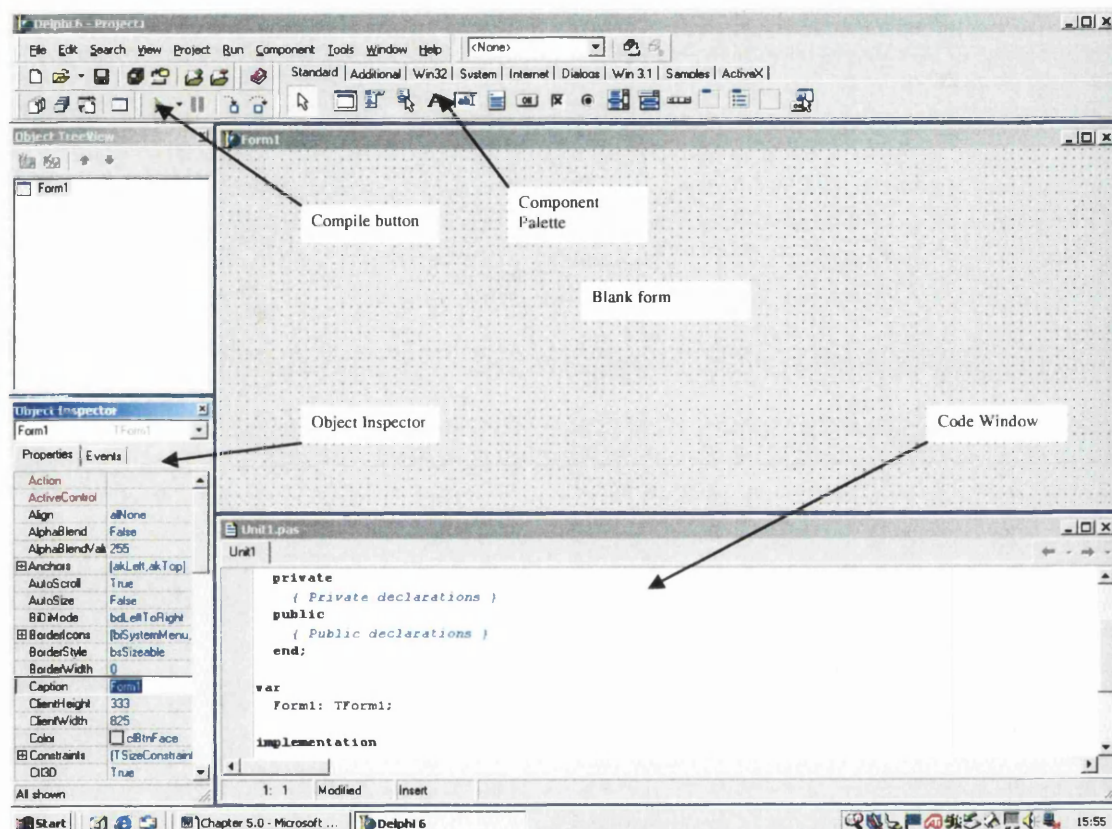 Delphi 6 - Project1
File Edit Search View Project Run Component Tools Window Help <None>
Standard Additional Win32 System Internet Dialogs Win 3.1 Samples ActiveX
Object TreeView
Form1
Form1
Compile button
Component
Palette
Blank form
Object Inspector
Code Window
Object Inspector
Form1 TForm1
Properties Events
Action
ActiveControl
Align alNone
AlphaBlend False
AlphaBlendVal 255
Anchors [akLeft,akTop]
AutoScroll True
AutoSize False
BiDiMode bdLeftToRight
BorderIcons [biSystemMenu,
BorderStyle bsSizeable
BorderWidth 0
Caption Form1
ClientHeight 333
ClientWidth 825
Color clBtnFace
Constraints (TSizeConstraint
Ctl3D True
All shown
Unit1.pas
Unit1
private
{ Private declarations }
public
{ Public declarations }
end;
var
Form1: TForm1;
implementation
1: 1 Modified Insert
Start Chapter 5.0 - Microsoft ... Delphi 6 15:55